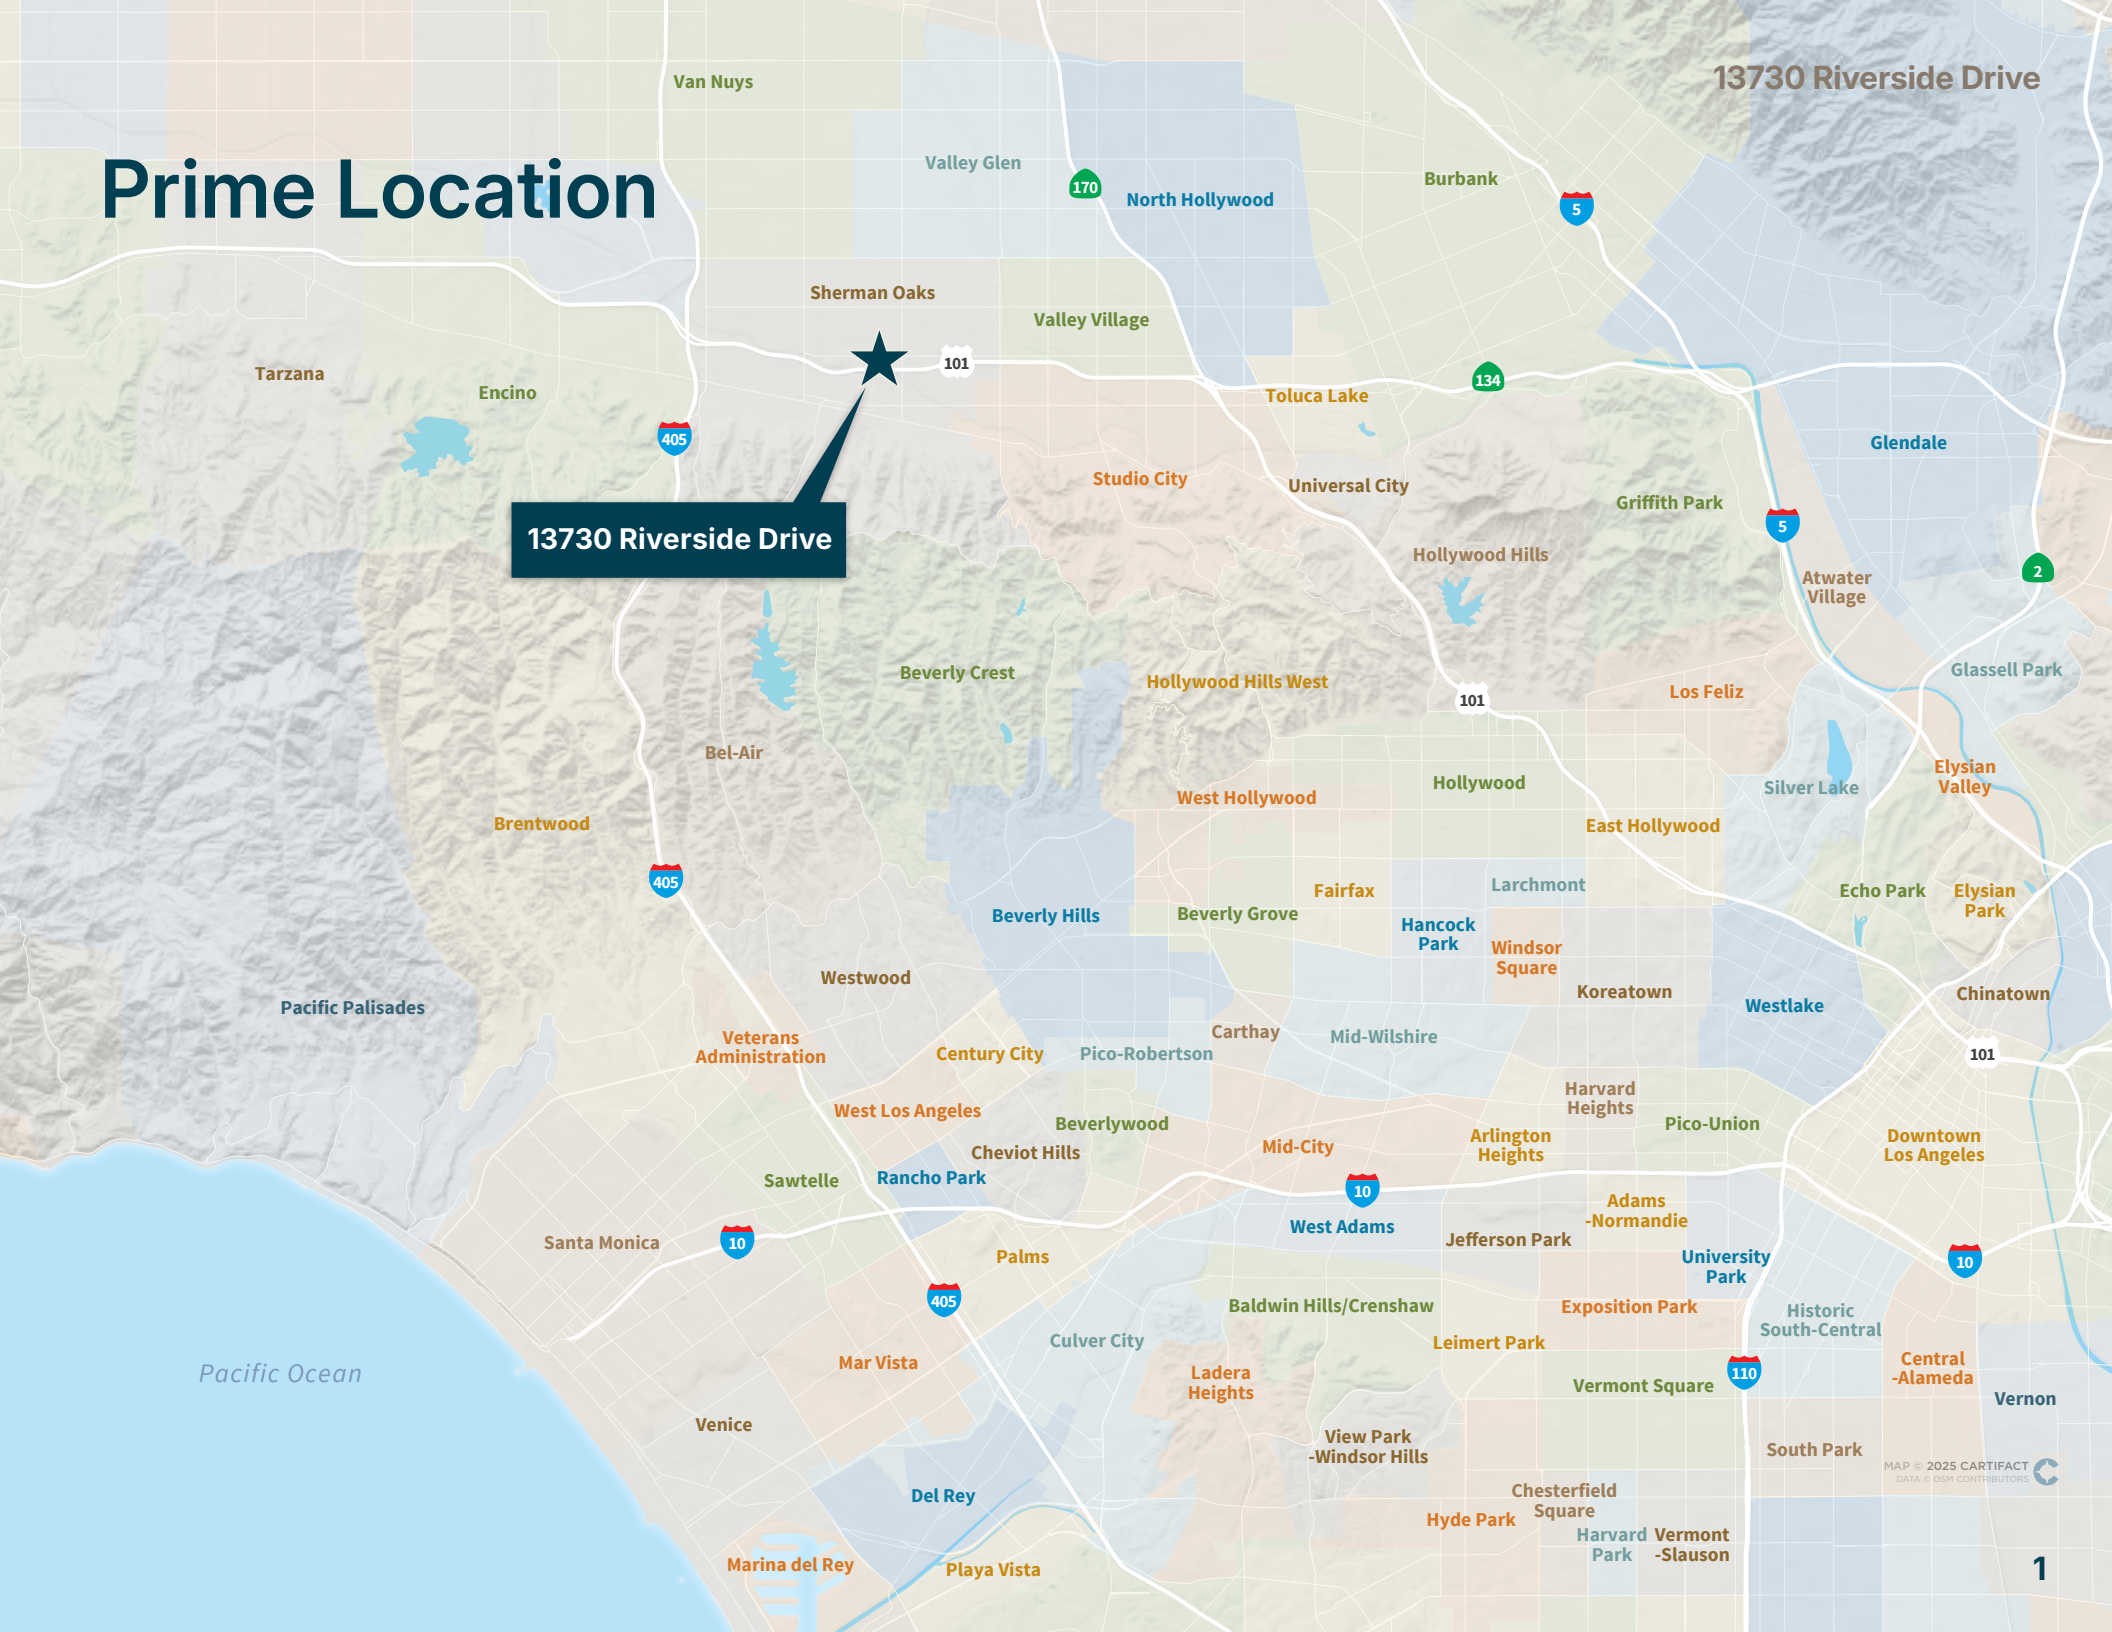 13730 Riverside Drive
Prime Location
Van Nuys
Valley Glen
170
North Hollywood
Burbank
5
Sherman Oaks
Valley Village
101
Tarzana
Encino
405
Toluca Lake
134
Glendale
Studio City
Universal City
Griffith Park
5
13730 Riverside Drive
Hollywood Hills
2
Atwater
Village
Beverly Crest
Hollywood Hills West
101
Los Feliz
Glassell Park
Bel-Air
Brentwood
West Hollywood
Hollywood
East Hollywood
Silver Lake
Elysian
Valley
405
Beverly Hills
Beverly Grove
Fairfax
Larchmont
Hancock
Park
Windsor
Square
Echo Park
Elysian
Park
Westwood
Koreatown
Westlake
Chinatown
Pacific Palisades
Veterans
Administration
Century City
Pico-Robertson
Carthay
Mid-Wilshire
101
West Los Angeles
Beverlywood
Cheviot Hills
Mid-City
Harvard
Heights
Arlington
Heights
Pico-Union
Downtown
Los Angeles
Sawtelle
Rancho Park
10
West Adams
Jefferson Park
Adams
-Normandie
University
Park
Santa Monica
10
Palms
10
405
Baldwin Hills/Crenshaw
Exposition Park
Historic
South-Central
Culver City
Leimert Park
Pacific Ocean
Mar Vista
Ladera
Heights
Vermont Square
110
Central
-Alameda
Vernon
Venice
View Park
-Windsor Hills
South Park
MAP © 2025 CARTIFACT
DATA © OSM CONTRIBUTORS
Del Rey
Hyde Park
Chesterfield
Square
Harvard
Park
Vermont
-Slauson
Marina del Rey
Playa Vista
1